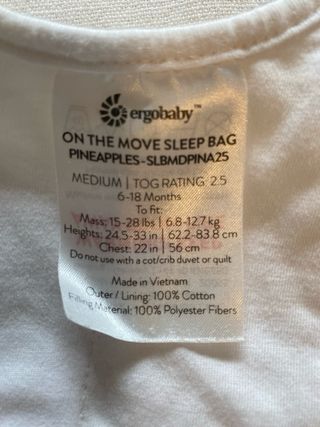 ergobaby™
ON THE MOVE SLEEP BAG
PINEAPPLES-SLBMDPINA25
MEDIUM | TOG RATING 2.5
6-18 Months
To fit:
Mass: 15-28 lbs | 6.8-12.7 kg
Heights: 24.5-33 in | 62.2-83.8 cm
Chest: 22 in | 56 cm
Do not use with a cot/crib duvet or quilt
Made in Vietnam
Outer / Lining: 100% Cotton
Filling Material: 100% Polyester Fibers